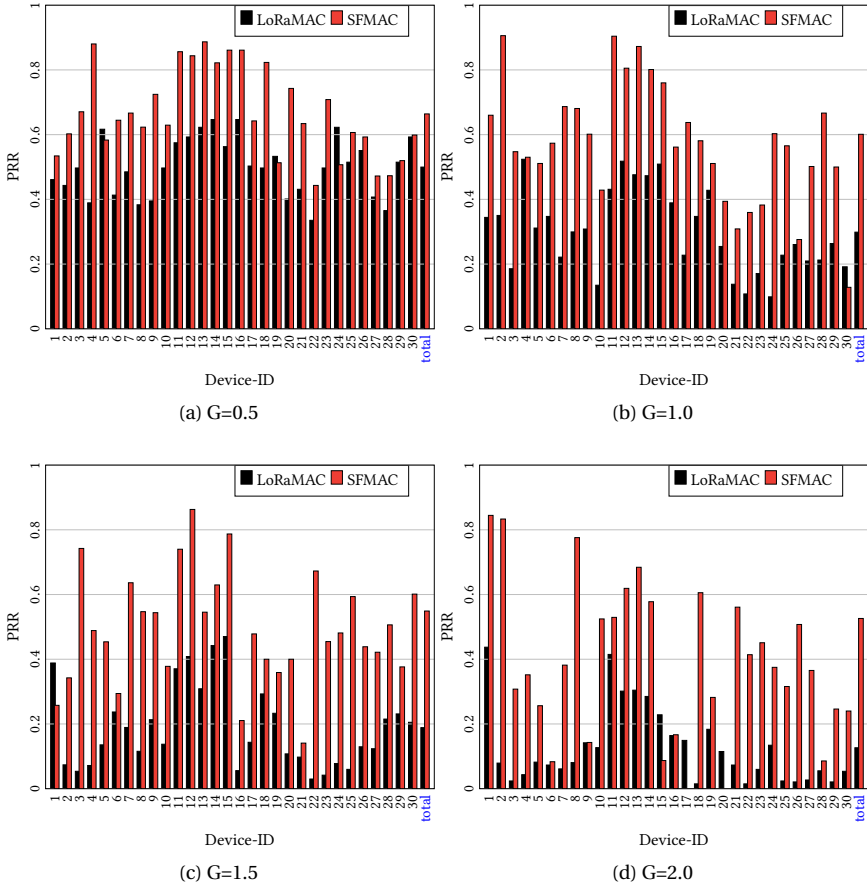 LoRaMAC SFMAC
PRR
0 0.2 0.4 0.6 0.8 1
1 2 3 4 5 6 7 8 9 10 11 12 13 14 15 16 17 18 19 20 21 22 23 24 25 26 27 28 29 30 total
Device-ID
(a) G=0.5
LoRaMAC SFMAC
PRR
0 0.2 0.4 0.6 0.8 1
1 2 3 4 5 6 7 8 9 10 11 12 13 14 15 16 17 18 19 20 21 22 23 24 25 26 27 28 29 30 total
Device-ID
(b) G=1.0
LoRaMAC SFMAC
PRR
0 0.2 0.4 0.6 0.8 1
1 2 3 4 5 6 7 8 9 10 11 12 13 14 15 16 17 18 19 20 21 22 23 24 25 26 27 28 29 30 total
Device-ID
(c) G=1.5
LoRaMAC SFMAC
PRR
0 0.2 0.4 0.6 0.8 1
1 2 3 4 5 6 7 8 9 10 11 12 13 14 15 16 17 18 19 20 21 22 23 24 25 26 27 28 29 30 total
Device-ID
(d) G=2.0